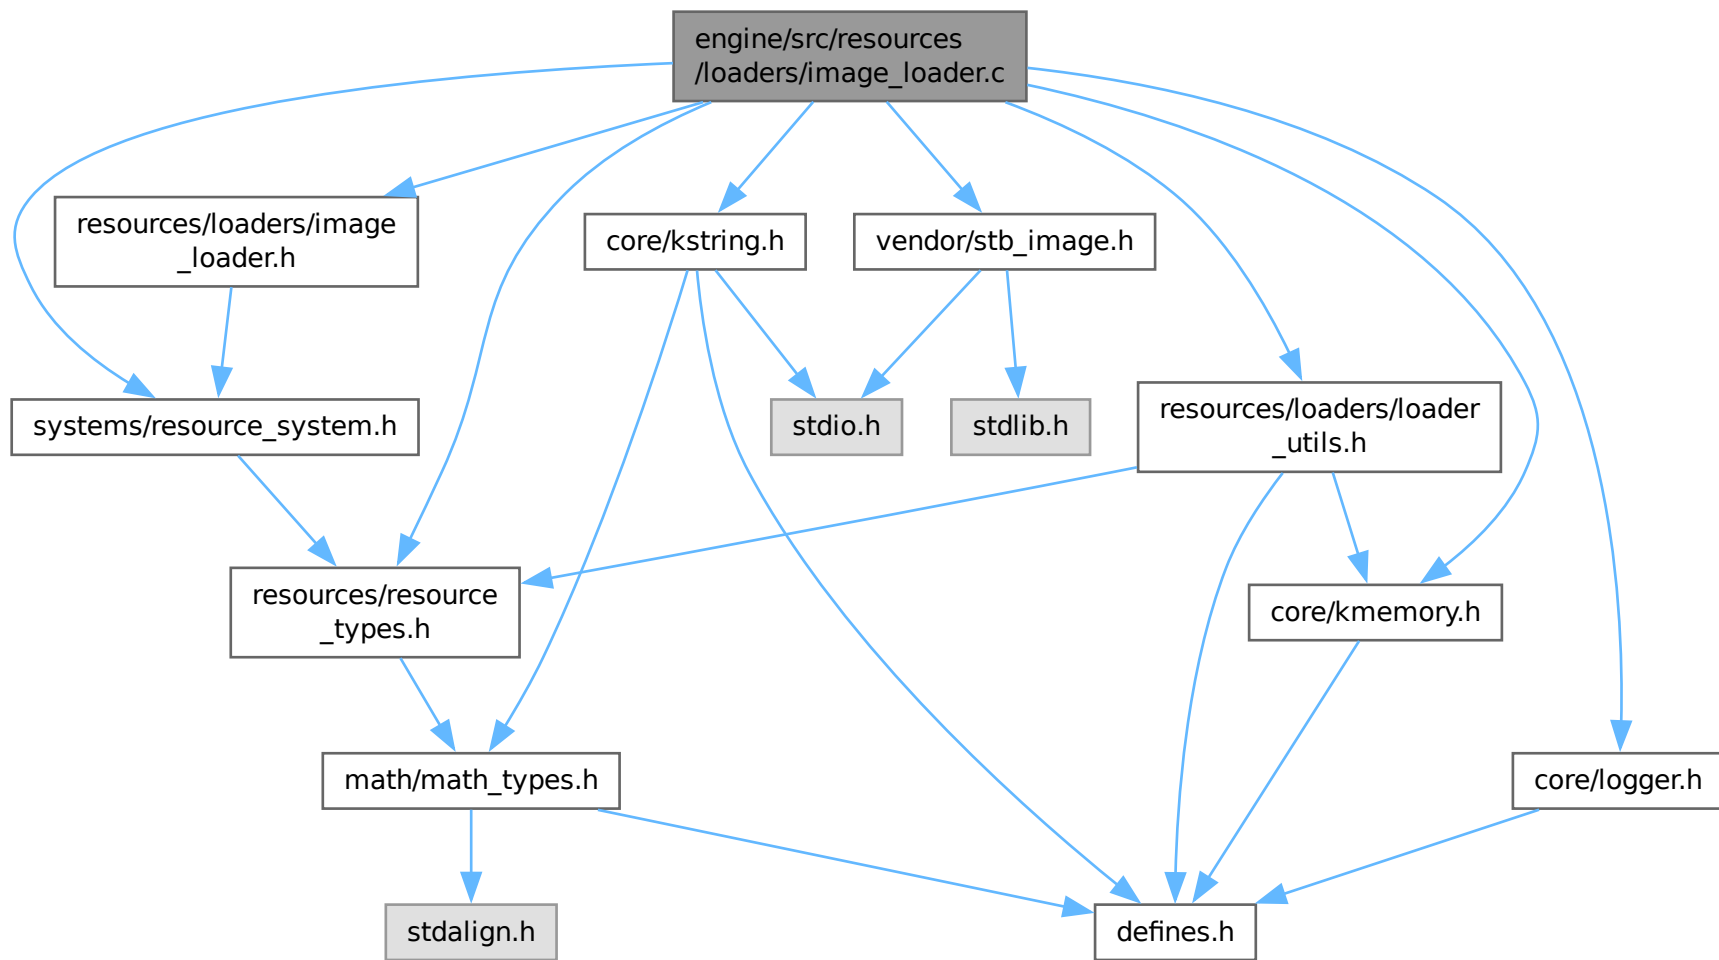 engine/src/resources
/loaders/image_loader.c
resources/loaders/image
_loader.h
core/kstring.h
vendor/stb_image.h
systems/resource_system.h
stdio.h
stdlib.h
resources/loaders/loader
_utils.h
resources/resource
_types.h
core/kmemory.h
math/math_types.h
core/logger.h
stdalign.h
defines.h